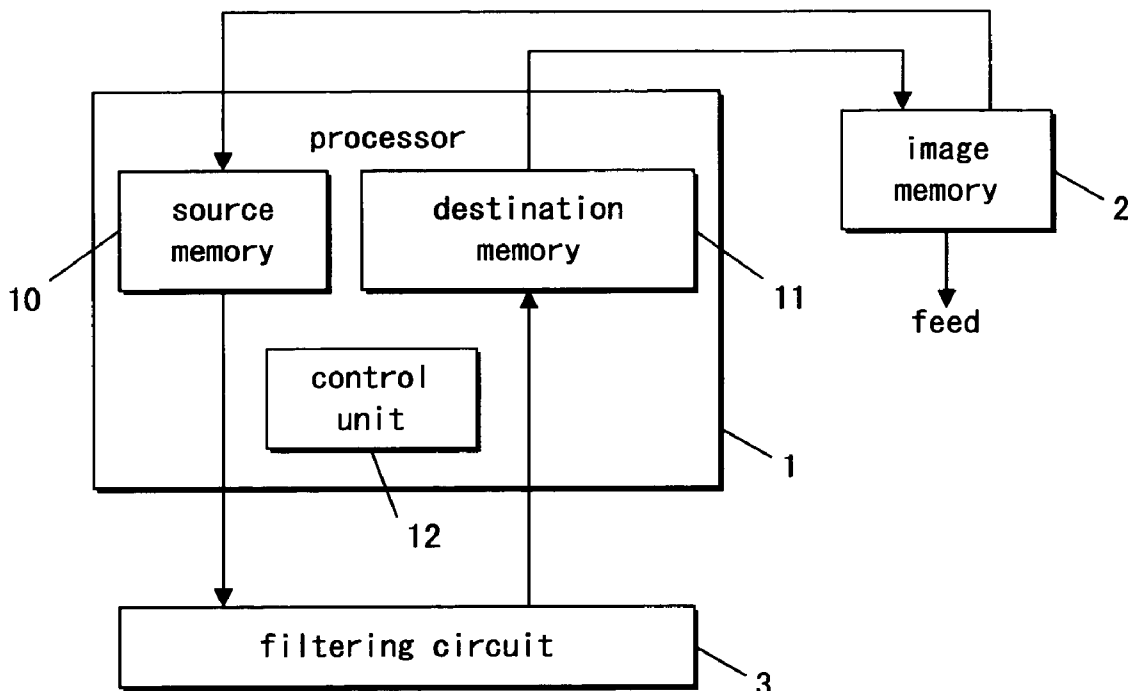 processor
image
memory
2
source
memory
destination
memory
10
11
feed
control
unit
1
12
filtering circuit
3